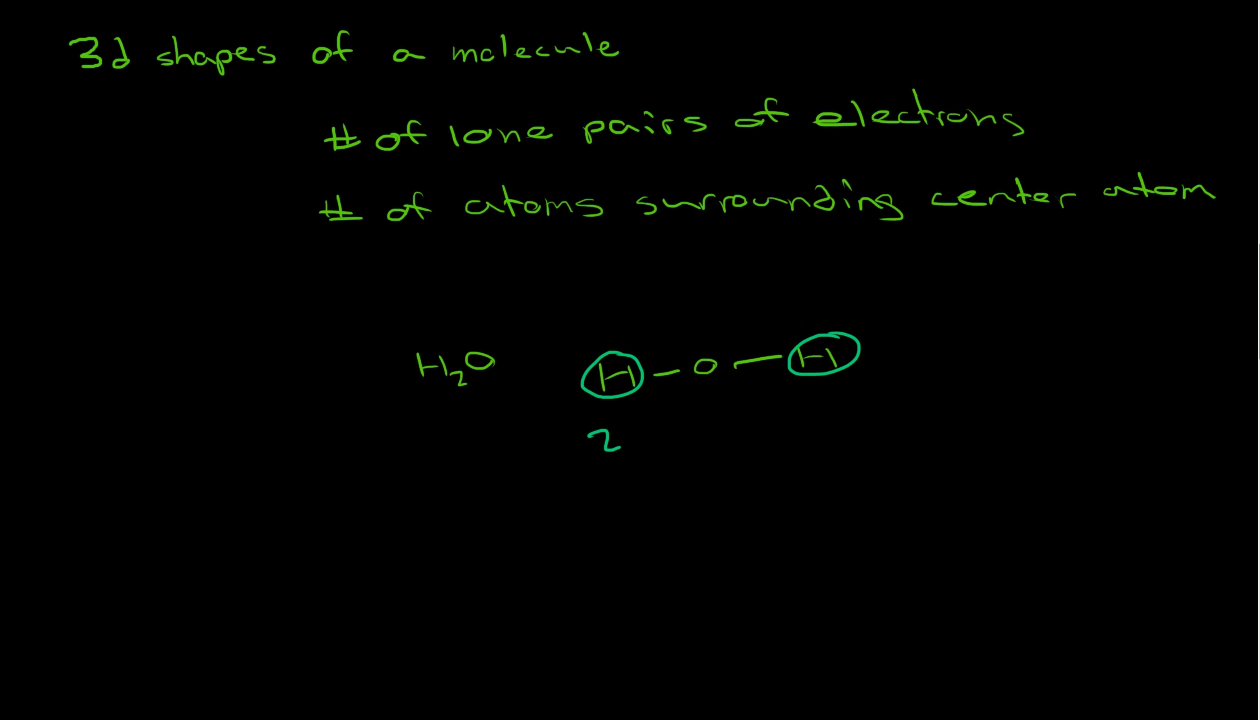 3d shapes of a molecule
# of lone pairs of electrons
# of atoms surrounding center atom
H₂O H - O - H
2